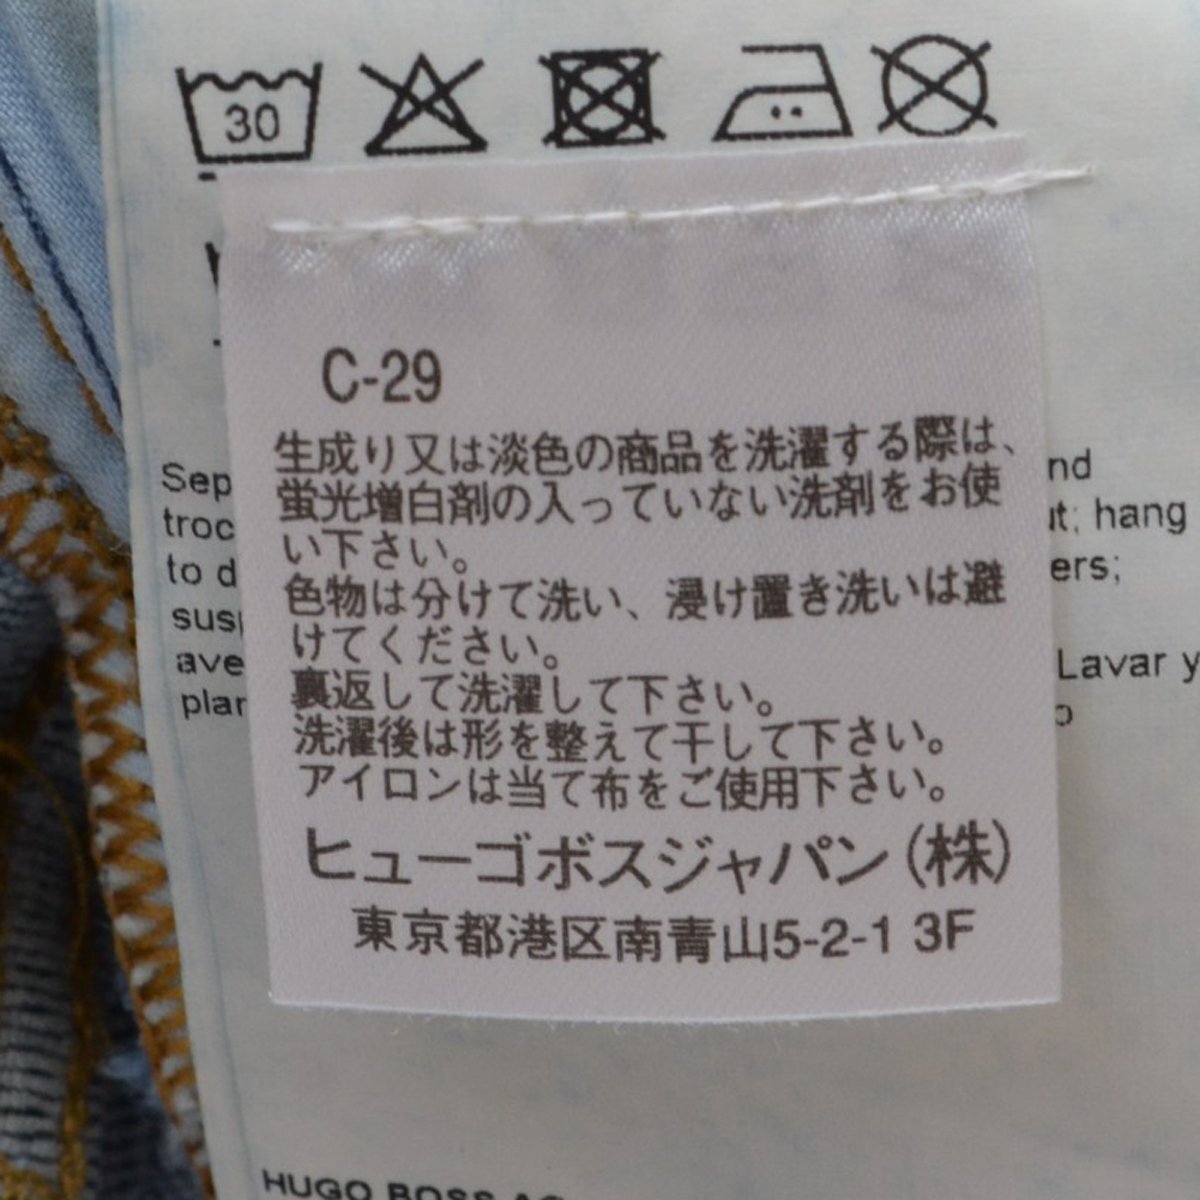 30
C-29
生成り又は淡色の商品を洗濯する際は、
蛍光増白剤の入っていない洗剤をお使
い下さい。
色物は分けて洗い、浸け置き洗いは避
けてください。
裏返して洗濯して下さい。
洗濯後は形を整えて干して下さい。
アイロンは当て布をご使用下さい。
ヒューゴボスジャパン(株)
東京都港区南青山5-2-1 3F
hang
to
Lavar y
HUGO BOSS AG